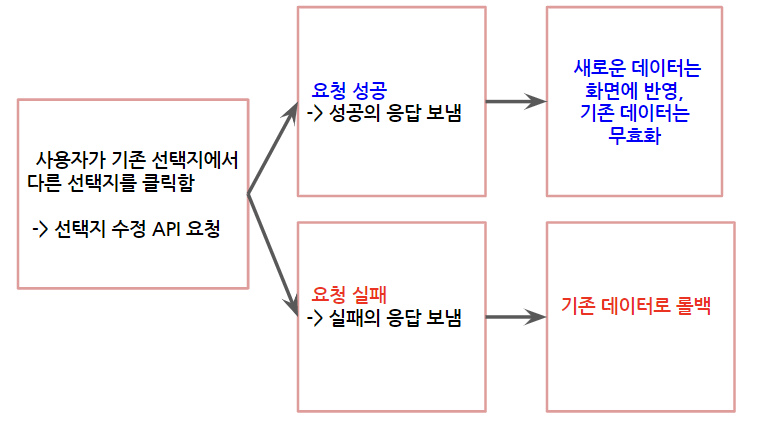 사용자가 기존 선택지에서
다른 선택지를 클릭함
-> 선택지 수정 API 요청
요청 성공
-> 성공의 응답 보냄
새로운 데이터는
화면에 반영,
기존 데이터는
무효화
요청 실패
-> 실패의 응답 보냄
기존 데이터로 롤백